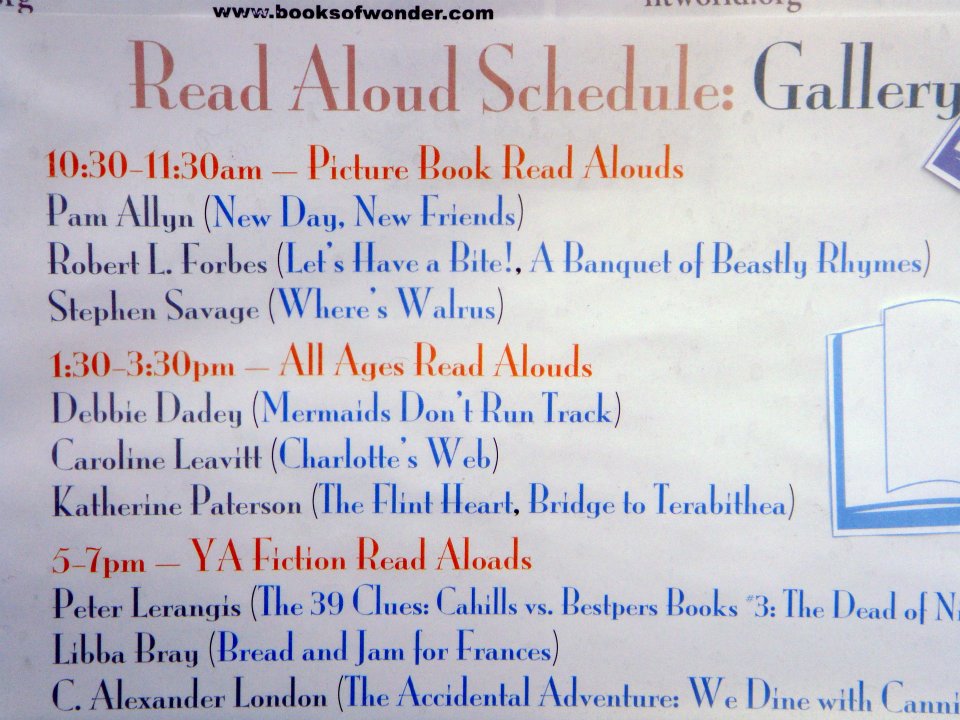 www.booksofwonder.com
Read Aloud Schedule: Gallery
10:30-11:30am — Picture Book Read Alouds
Pam Allyn (New Day, New Friends)
Robert L. Forbes (Let's Have a Bite!, A Banquet of Beastly Rhymes)
Stephen Savage (Where's Walrus)
1:30-3:30pm — All Ages Read Alouds
Debbie Dadey (Mermaids Don't Run Track)
Caroline Leavitt (Charlotte's Web)
Katherine Paterson (The Flint Heart, Bridge to Terabithea)
5-7pm — YA Fiction Read Aloads
Peter Lerangis (The 39 Clues: Cahills vs. Bestpers Books #3: The Dead of Ni
Libba Bray (Bread and Jam for Frances)
C. Alexander London (The Accidental Adventure: We Dine with Canni